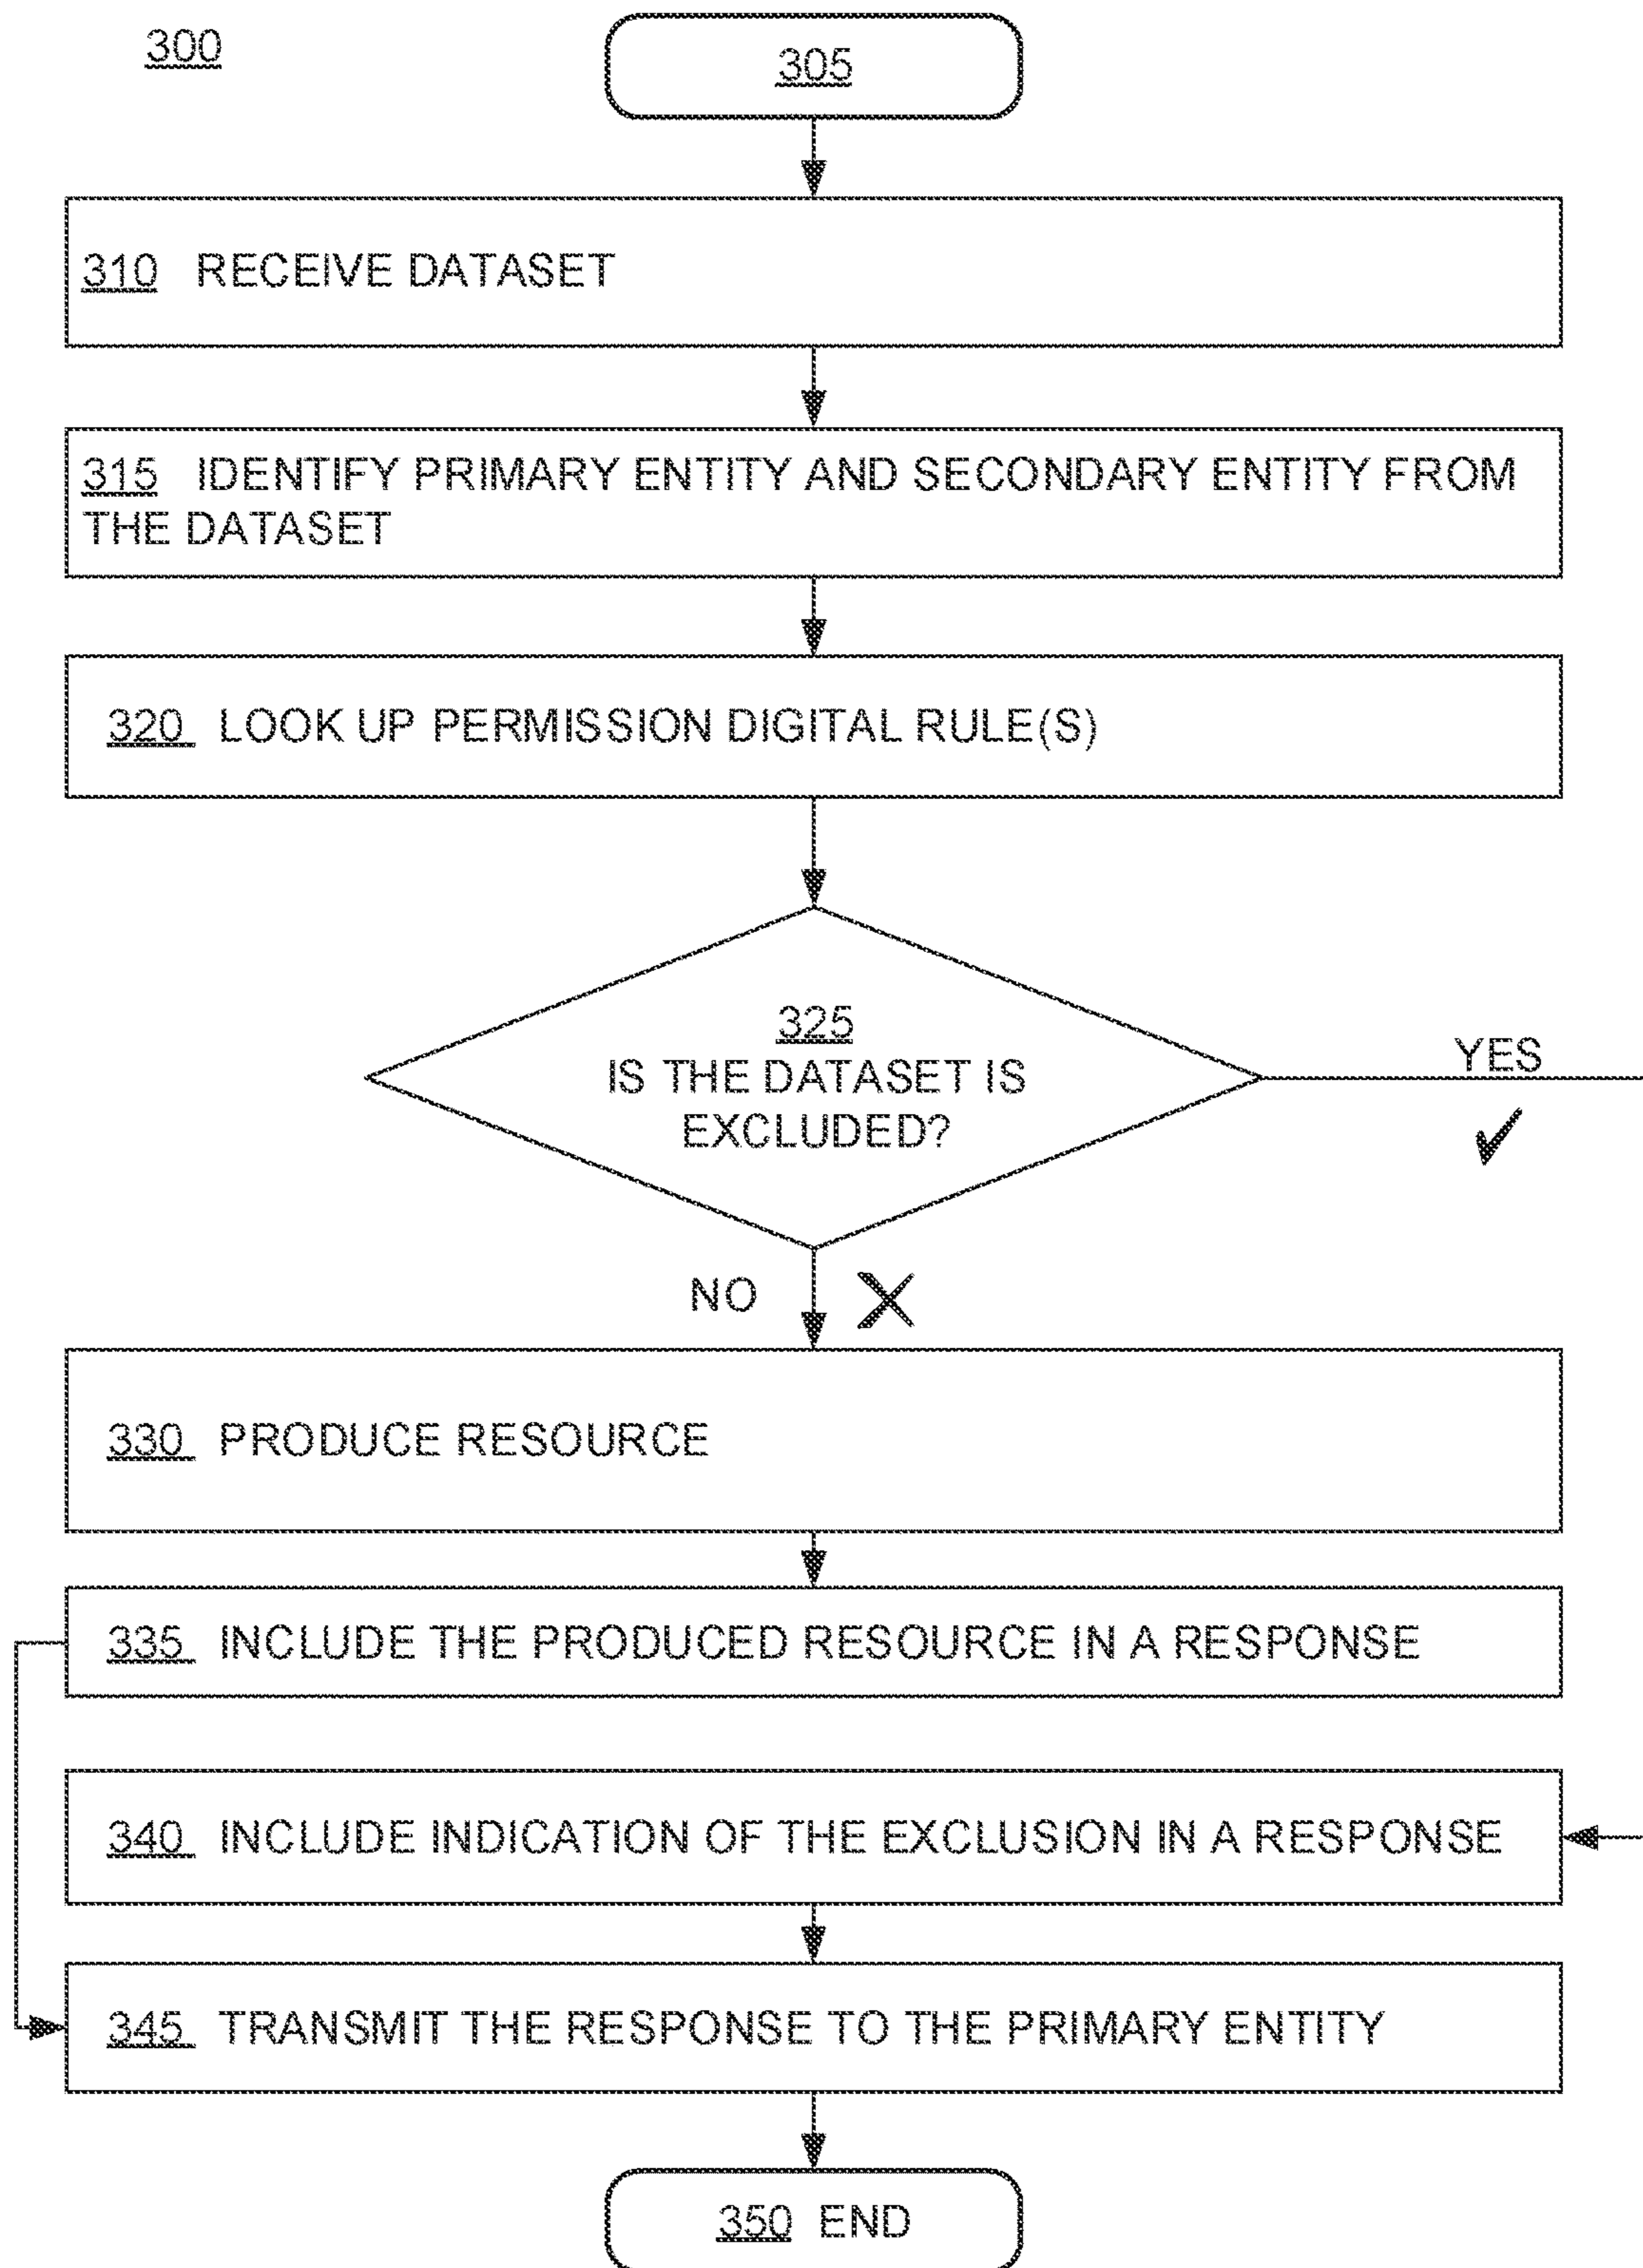 300
305
310 RECEIVE DATASET
315 IDENTIFY PRIMARY ENTITY AND SECONDARY ENTITY FROM
THE DATASET
320 LOOK UP PERMISSION DIGITAL RULE(S)
325
IS THE DATASET IS
EXCLUDED?
YES
NO
330 PRODUCE RESOURCE
335 INCLUDE THE PRODUCED RESOURCE IN A RESPONSE
340 INCLUDE INDICATION OF THE EXCLUSION IN A RESPONSE
345 TRANSMIT THE RESPONSE TO THE PRIMARY ENTITY
350 END